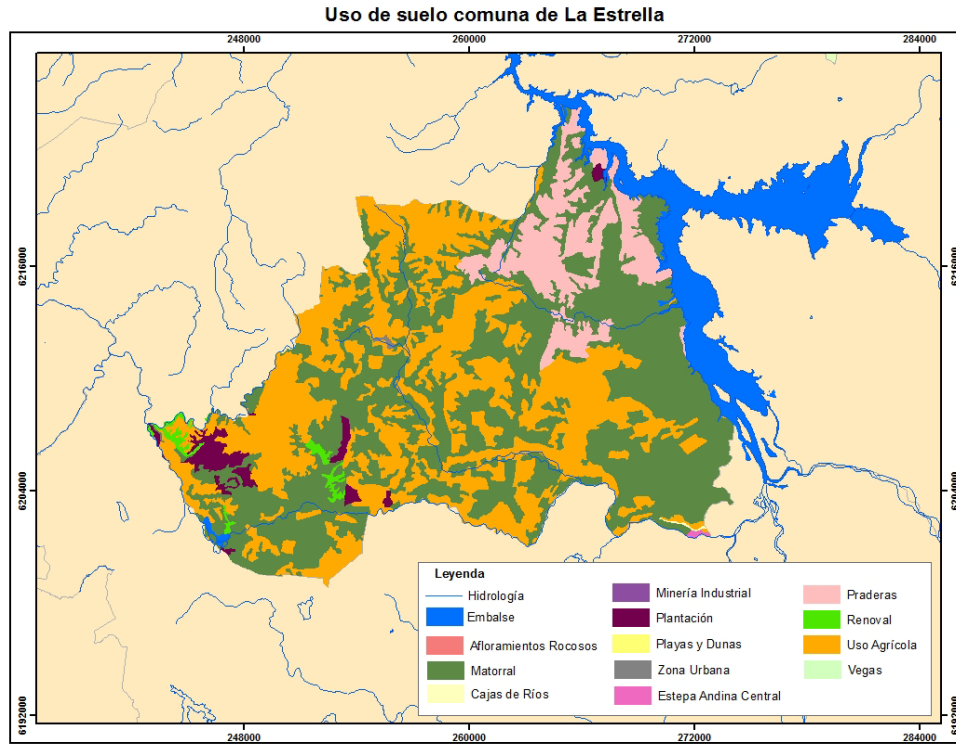 Uso de suelo comuna de La Estrella
248000 260000 272000 284000
6216000 6216000
6204000 6204000
6192000 6192000
Leyenda
Hidrología
Embalse
Afloramientos Rocosos
Matorral
Cajas de Ríos
Minería Industrial
Plantación
Playas y Dunas
Zona Urbana
Estepa Andina Central
Praderas
Renoval
Uso Agrícola
Vegas
248000 260000 272000 284000